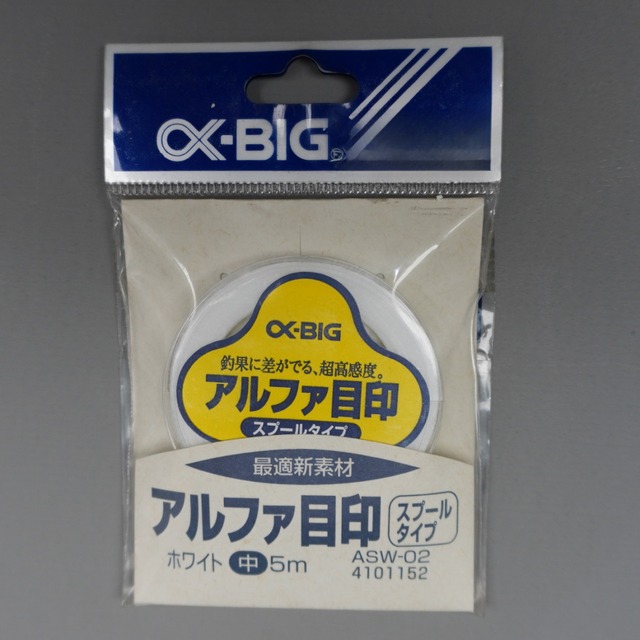 α-BIG
α-BIG
釣果に差がでる、超高感度。
アルファ目印
スプールタイプ
最適新素材
アルファ目印 スプールタイプ
ホワイト 中 5m ASW-02
4101152